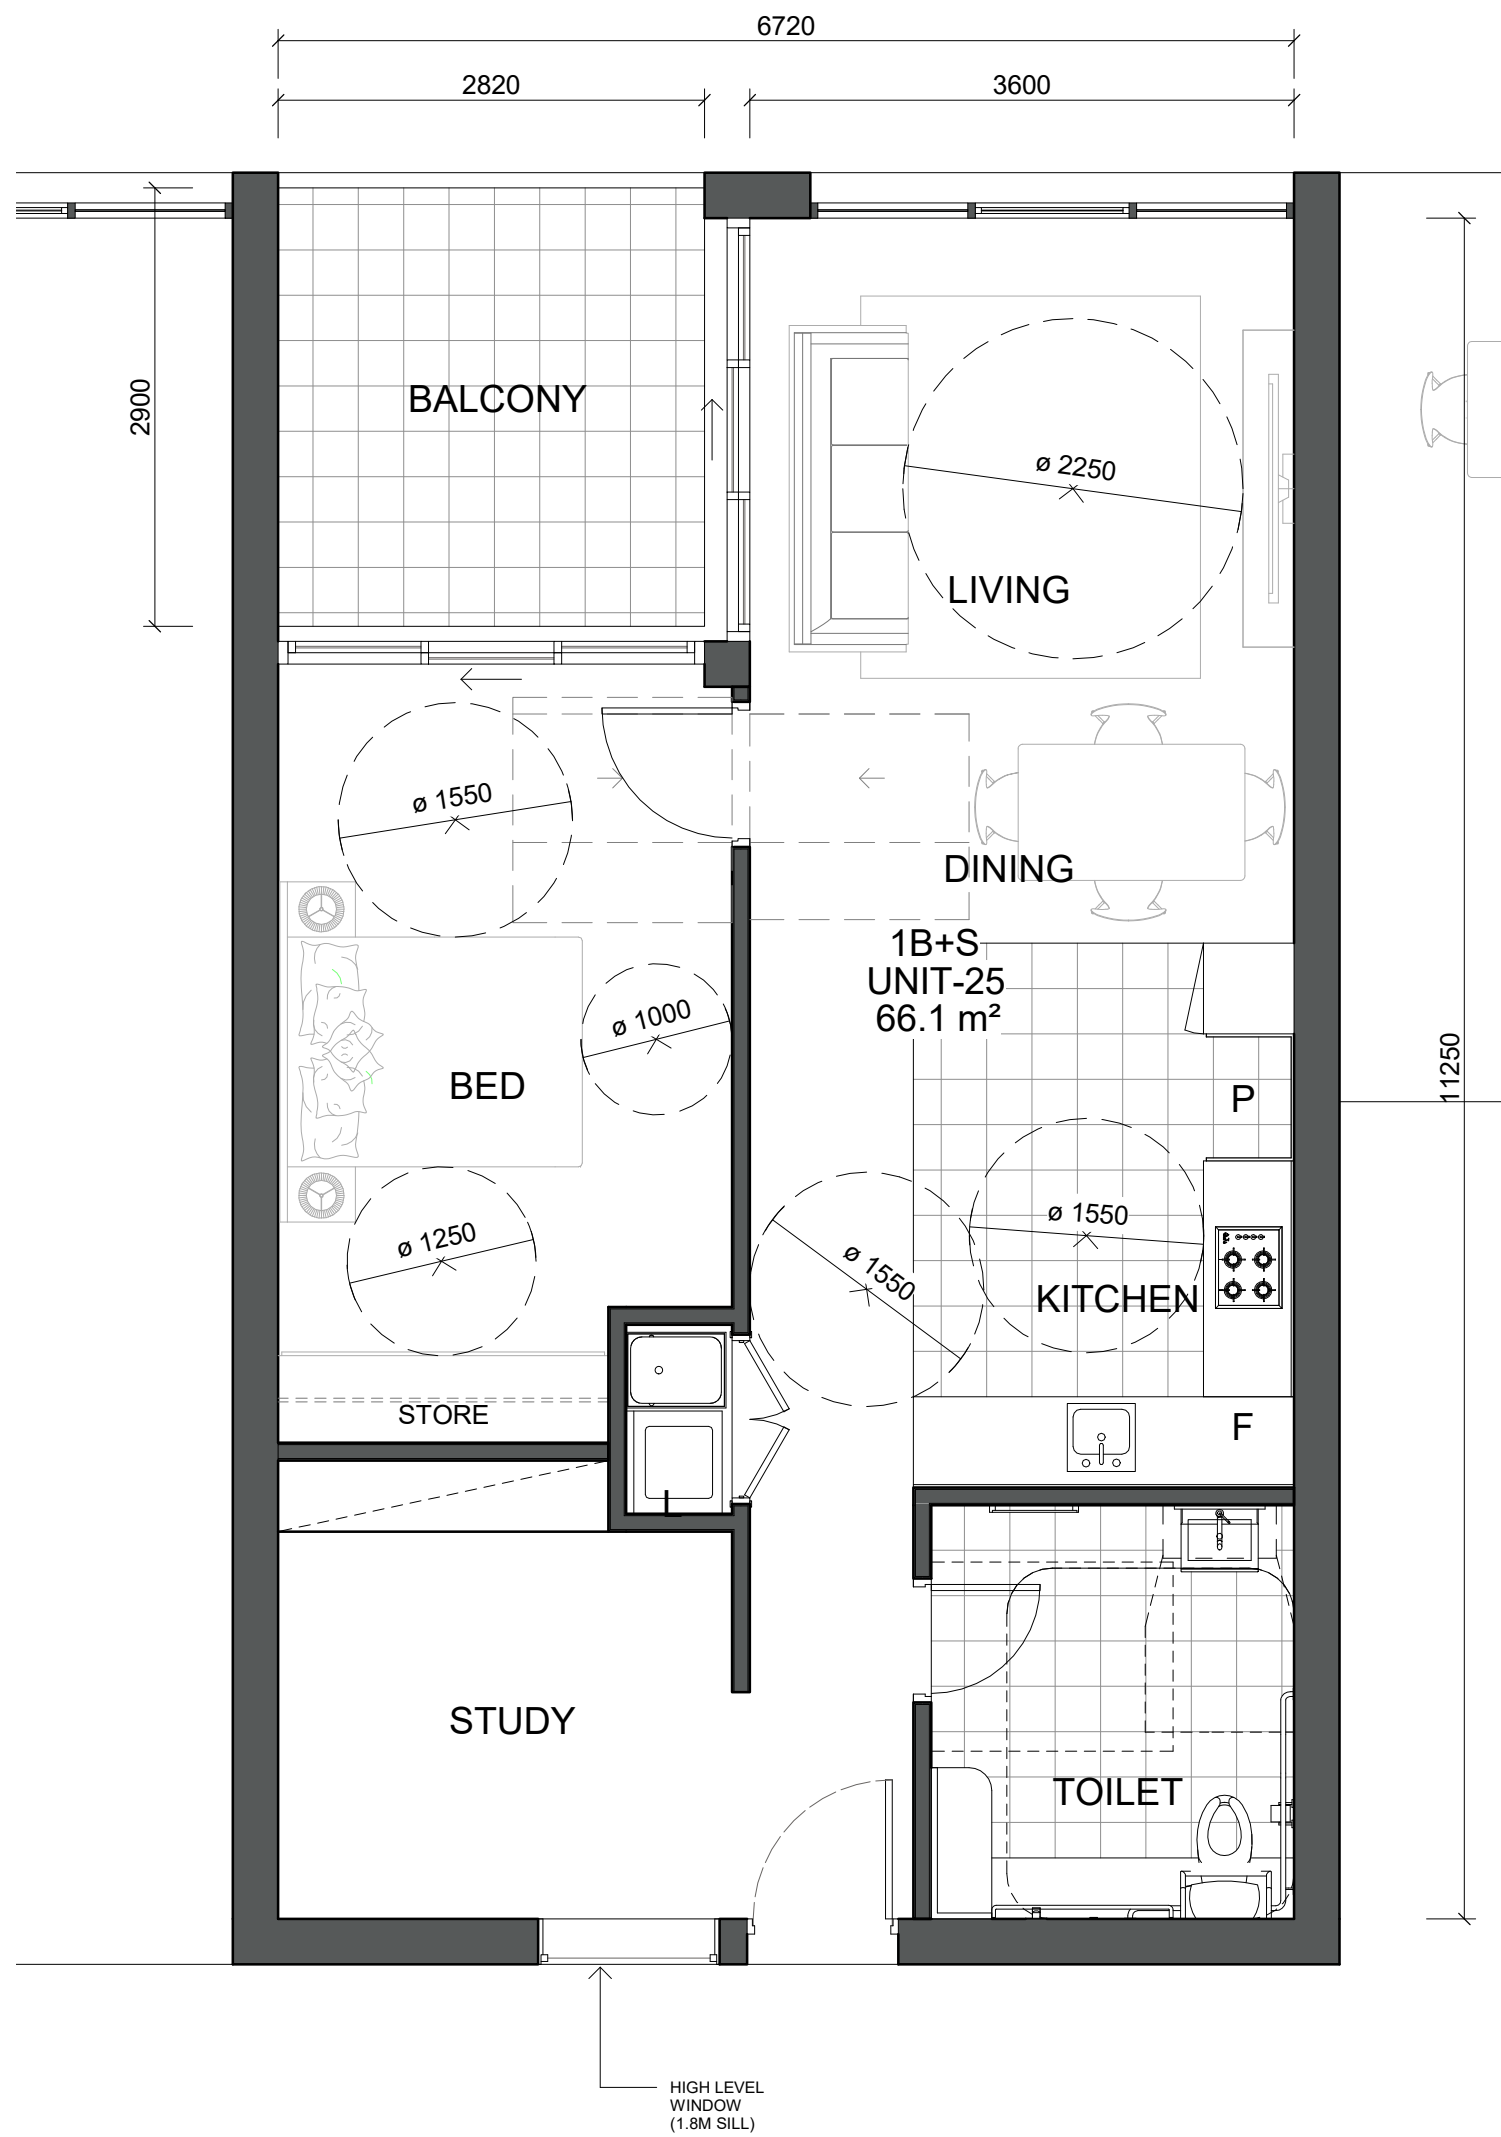 6720
2820
3600
2900
BALCONY
ø 2250
LIVING
ø 1550
DINING
1B+S
UNIT-25
66.1 m²
ø 1000
BED
11250
P
ø 1250
ø 1550
ø 1550
KITCHEN
STORE
F
STUDY
TOILET
HIGH LEVEL
WINDOW
(1.8M SILL)